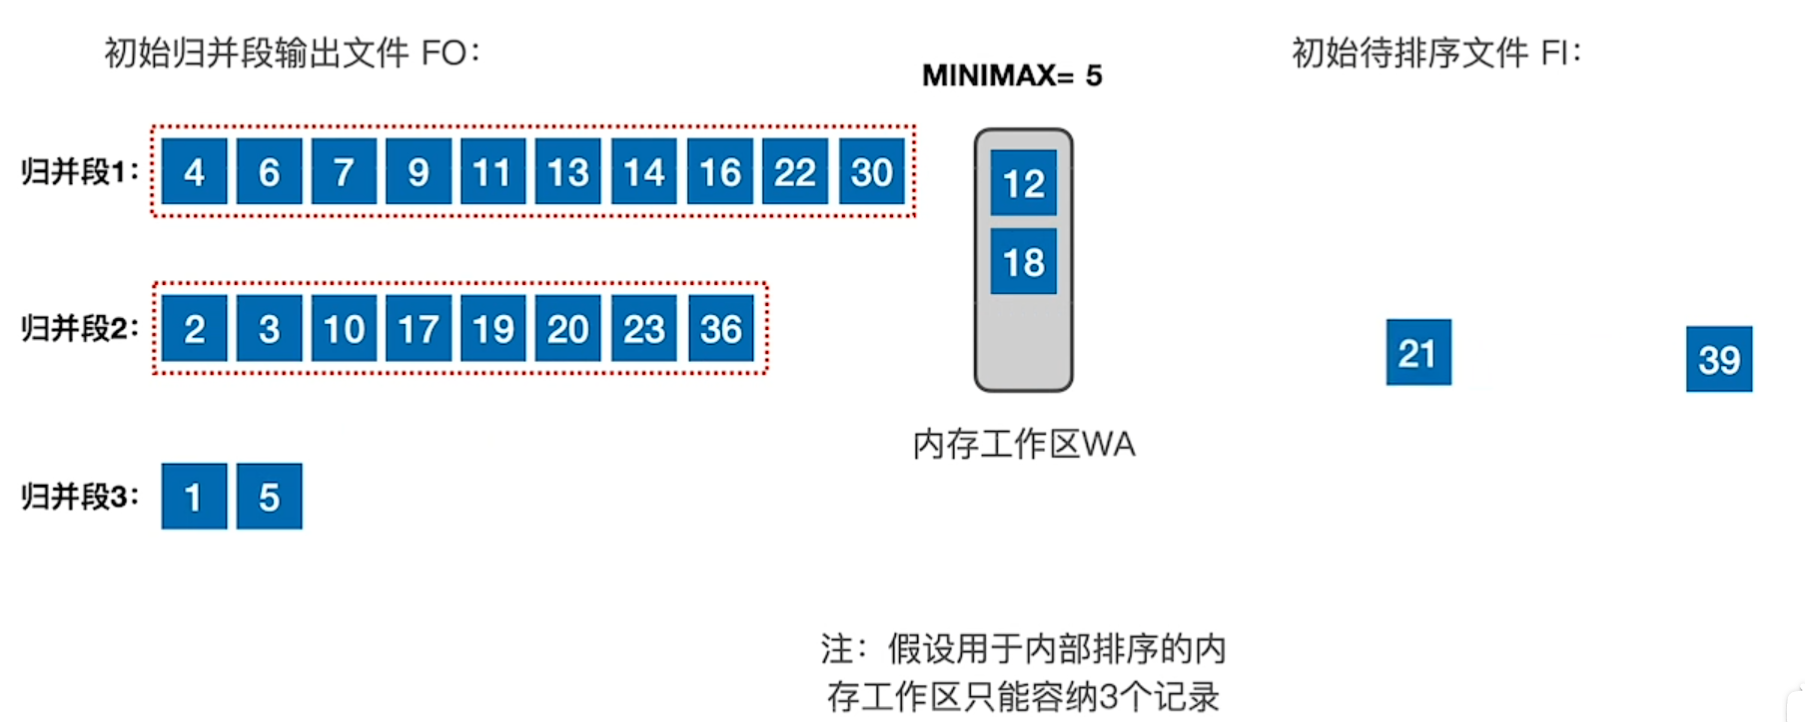 初始归并段输出文件 FO：
初始待排序文件 FI：
MINIMAX= 5
归并段1：
4 6 7 9 11 13 14 16 22 30
12
18
归并段2：
2 3 10 17 19 20 23 36
21
39
内存工作区WA
归并段3：
1 5
注：假设用于内部排序的内
存工作区只能容纳3个记录